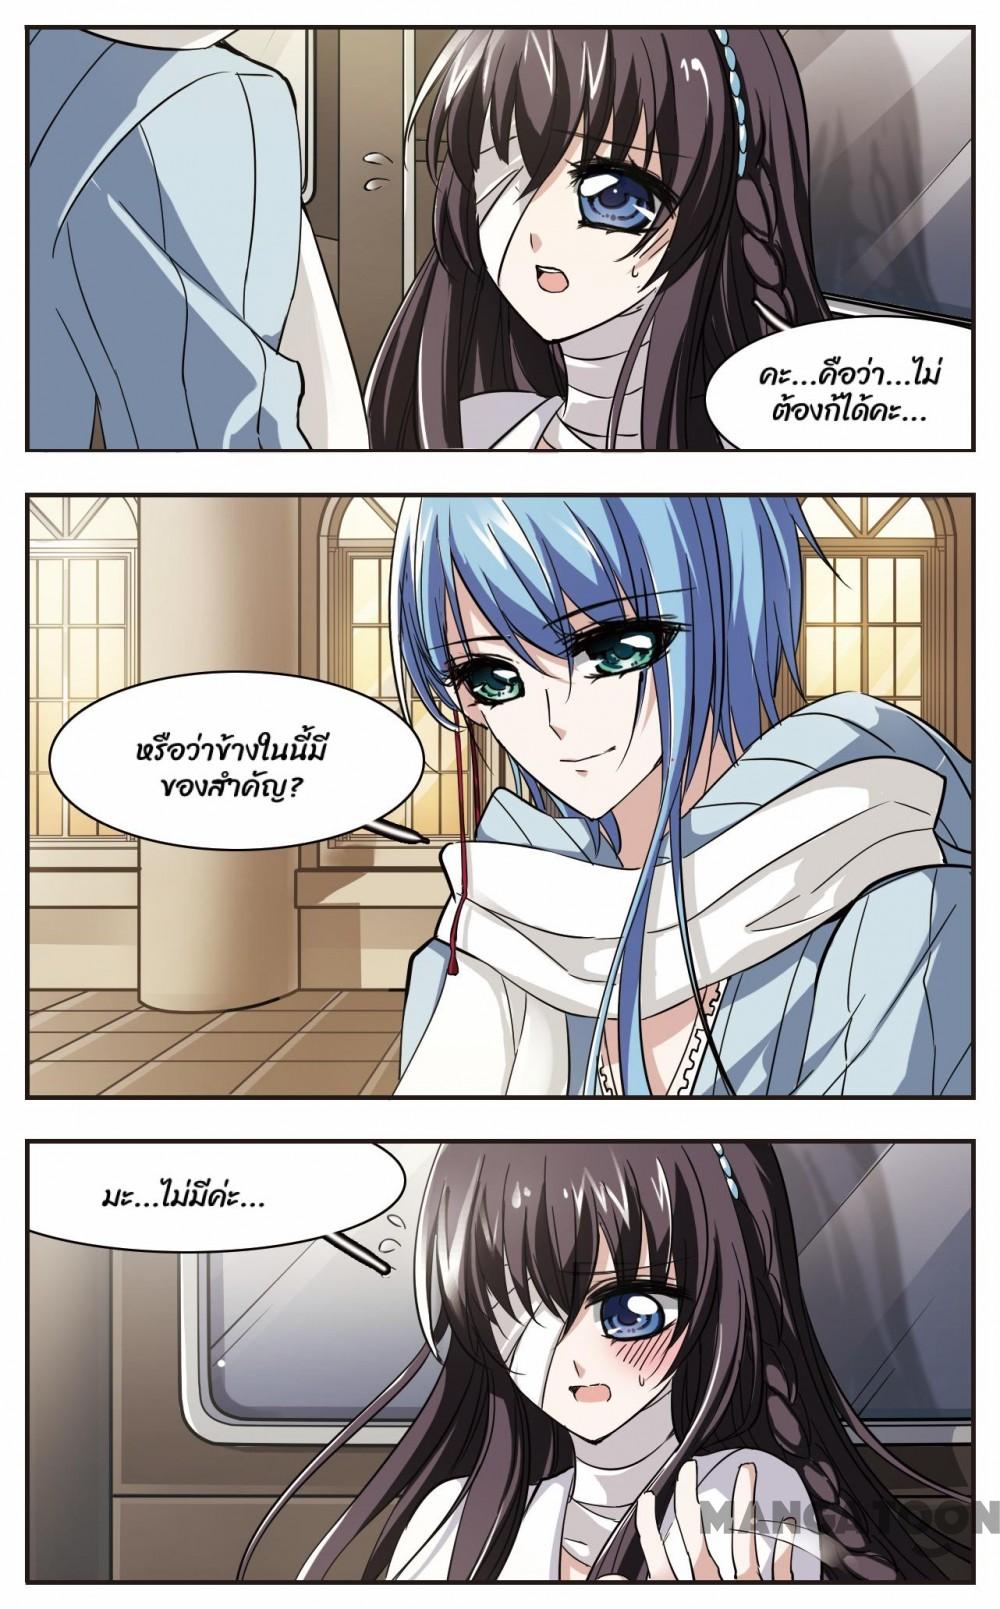 คะ...คือว่า...ไม่
ต้องก้ได้คะ...
หรือว่าข้างในนี้มี
ของสำคัญ?
มะ...ไม่มีค่ะ...
MANGATOON